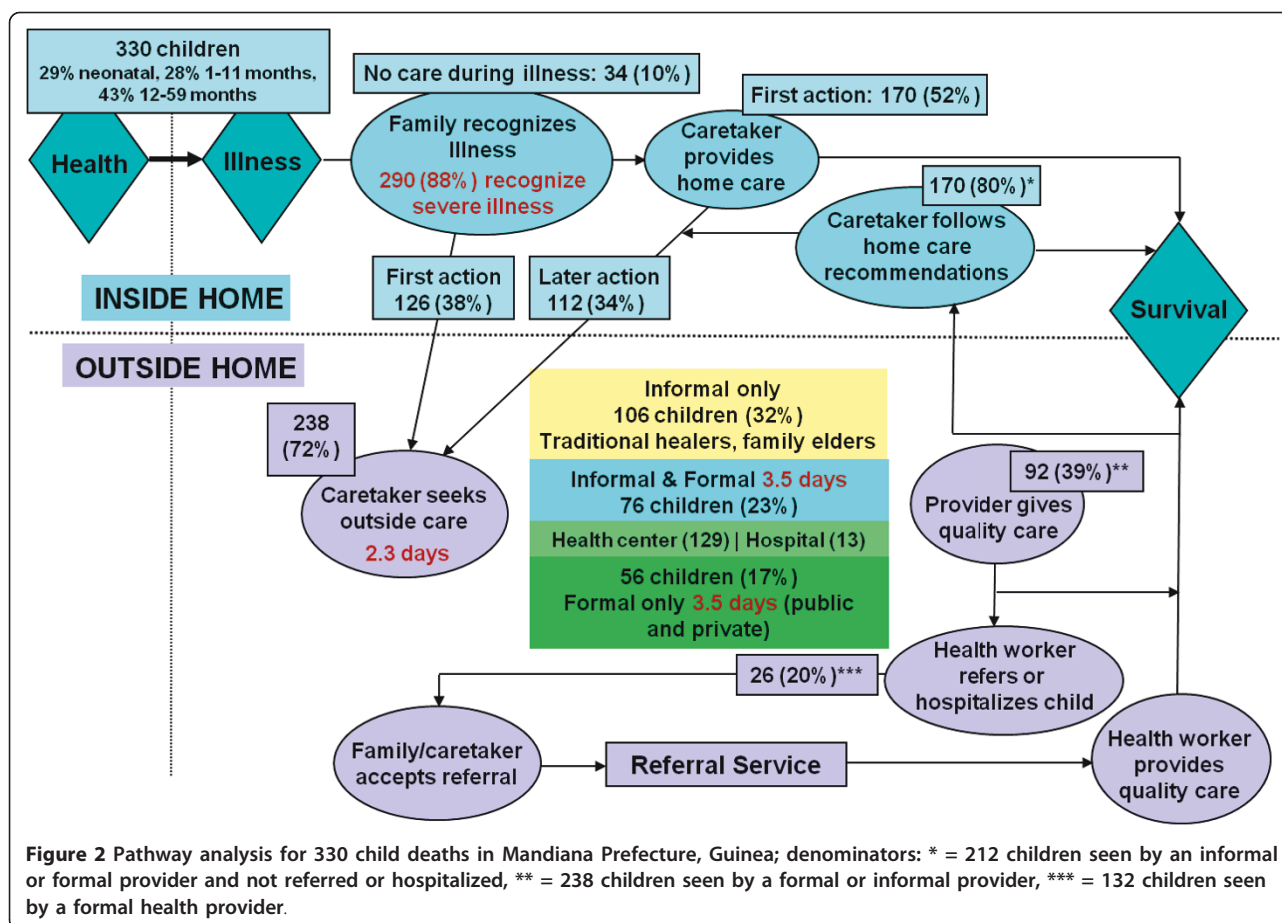 330 children
29% neonatal, 28% 1-11 months,
43% 12-59 months
Health
Illness
No care during illness: 34 (10%)
Family recognizes
Illness
290 (88%) recognize
severe illness
First action: 170 (52%)
Caretaker
provides
home care
170 (80%)*
Caretaker follows
home care
recommendations
First action
126 (38%)
Later action
112 (34%)
INSIDE HOME
Survival
OUTSIDE HOME
238
(72%)
Caretaker seeks
outside care
2.3 days
Informal only
106 children (32%)
Traditional healers, family elders
Informal & Formal 3.5 days
76 children (23%)
Health center (129) | Hospital (13)
56 children (17%)
Formal only 3.5 days (public
and private)
92 (39%)**
Provider gives
quality care
26 (20%)***
Health worker
refers or
hospitalizes child
Family/caretaker
accepts referral
Referral Service
Health worker
provides
quality care
Figure 2 Pathway analysis for 330 child deaths in Mandiana Prefecture, Guinea; denominators: * = 212 children seen by an informal
or formal provider and not referred or hospitalized, ** = 238 children seen by a formal or informal provider, *** = 132 children seen
by a formal health provider.